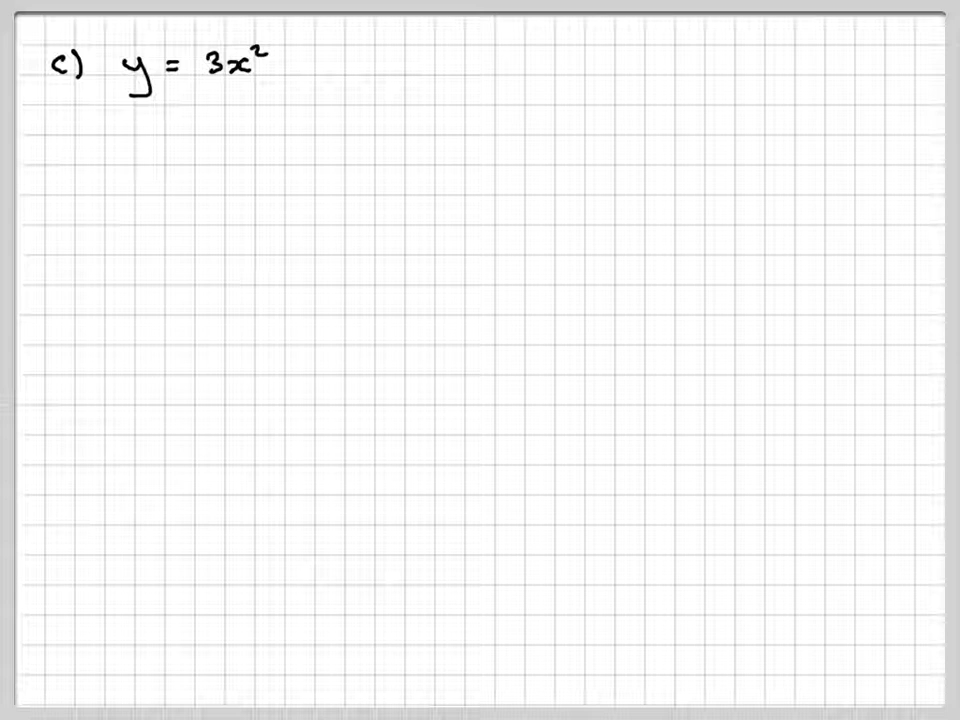 c) y = 3x²